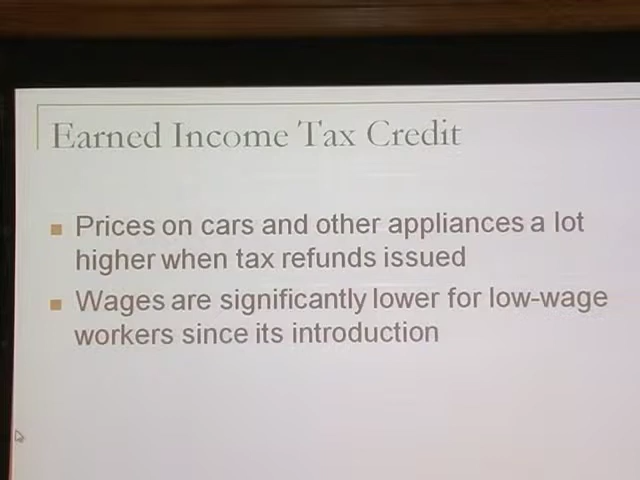 Earned Income Tax Credit
Prices on cars and other appliances a lot
higher when tax refunds issued
Wages are significantly lower for low-wage
workers since its introduction